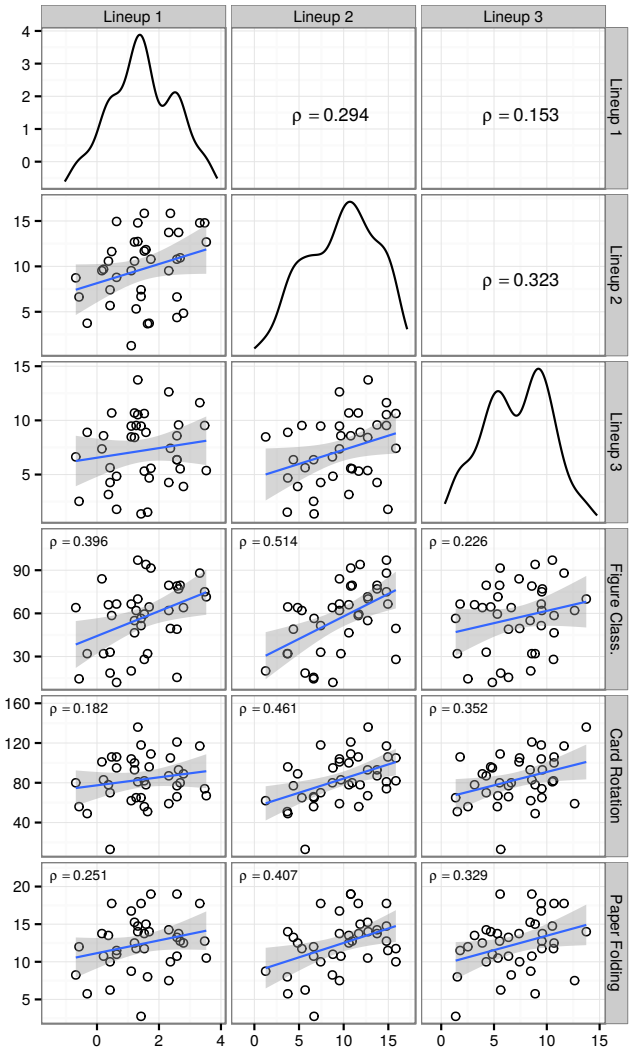 Lineup 1 Lineup 2 Lineup 3
4
3
2
1
0
ρ = 0.294 ρ = 0.153
Lineup 1
15
10
5
ρ = 0.323
Lineup 2
15
10
5
Lineup 3
90
60
30
ρ = 0.396 ρ = 0.514 ρ = 0.226
Figure Class.
160
120
80
40
ρ = 0.182 ρ = 0.461 ρ = 0.352
Card Rotation
20
15
10
5
ρ = 0.251 ρ = 0.407 ρ = 0.329
Paper Folding
0 2 4 0 5 10 15 0 5 10 15